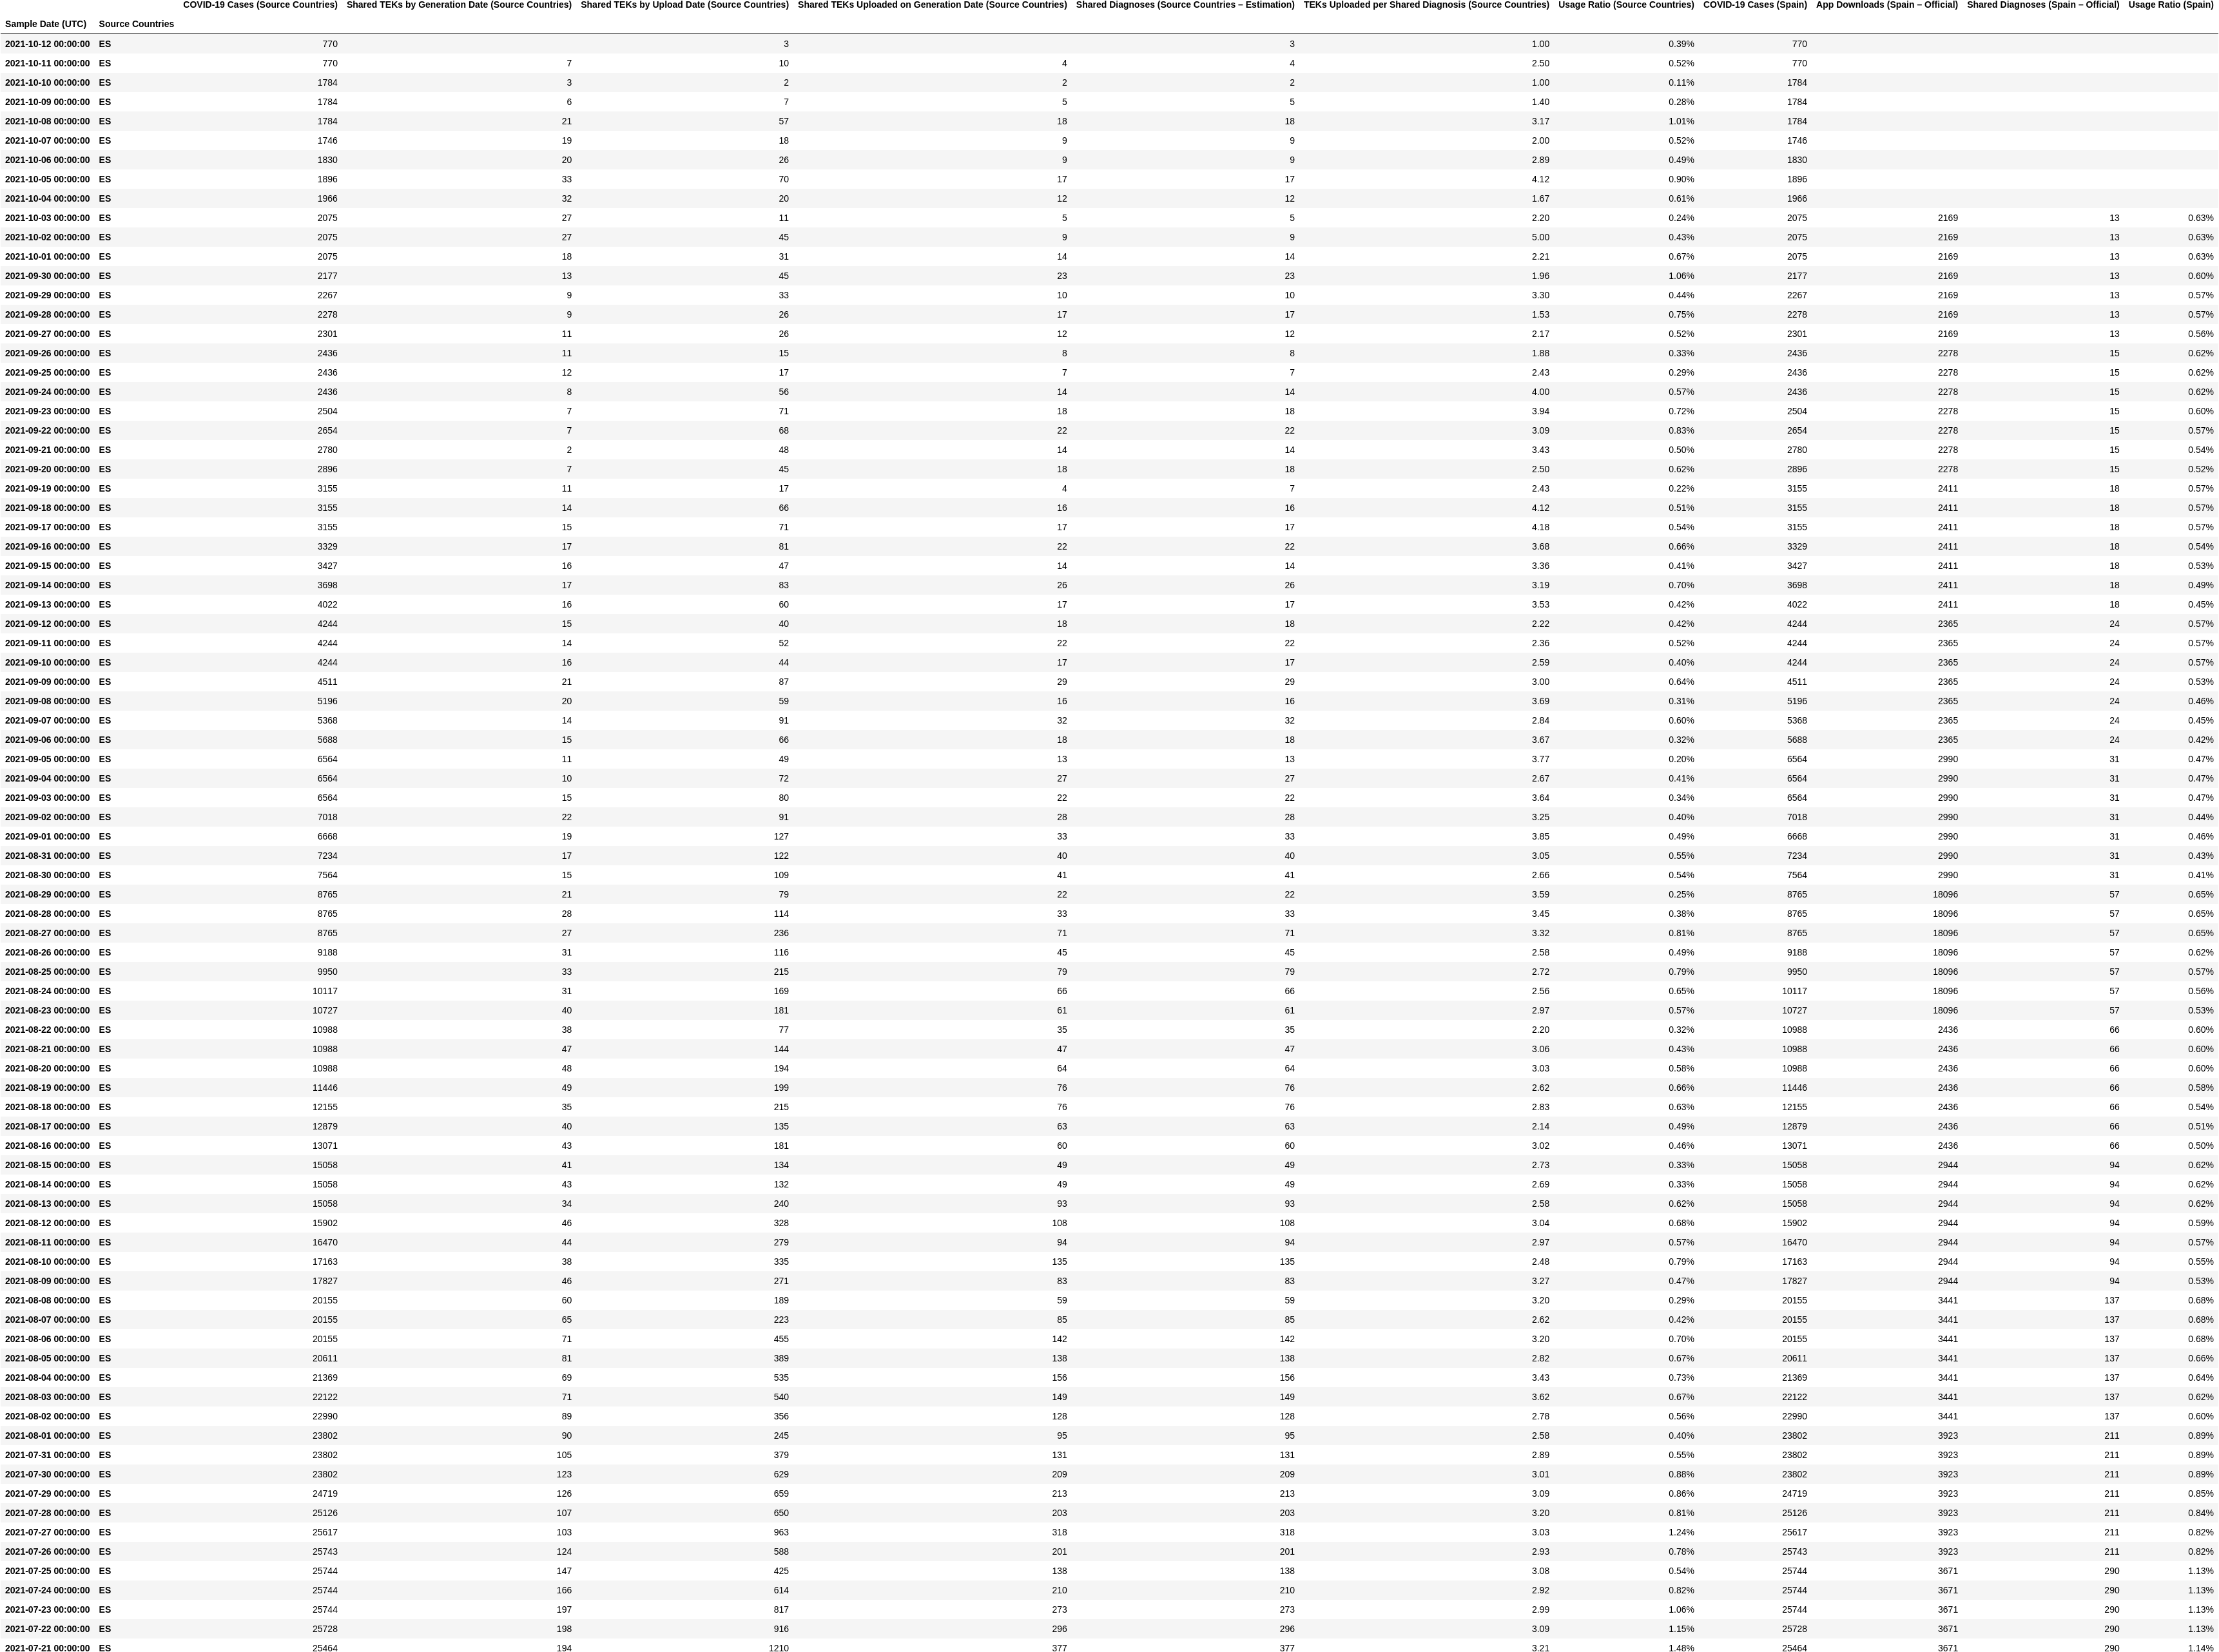 COVID-19 Cases (Source Countries) Shared TEKs by Generation Date (Source Countries) Shared TEKs by Upload Date (Source Countries) Shared TEKs Uploaded on Generation Date (Source Countries) Shared Diagnoses (Source Countries – Estimation) TEKs Uploaded per Shared Diagnosis (Source Countries) Usage Ratio (Source Countries) COVID-19 Cases (Spain) App Downloads (Spain – Official) Shared Diagnoses (Spain – Official) Usage Ratio (Spain)
Sample Date (UTC) Source Countries
2021-10-12 00:00:00 ES 770 3 3 1.00 0.39% 770
2021-10-11 00:00:00 ES 770 7 10 4 4 2.50 0.52% 770
2021-10-10 00:00:00 ES 1784 3 2 2 2 1.00 0.11% 1784
2021-10-09 00:00:00 ES 1784 6 7 5 5 1.40 0.28% 1784
2021-10-08 00:00:00 ES 1784 21 57 18 18 3.17 1.01% 1784
2021-10-07 00:00:00 ES 1746 19 18 9 9 2.00 0.52% 1746
2021-10-06 00:00:00 ES 1830 20 26 9 9 2.89 0.49% 1830
2021-10-05 00:00:00 ES 1896 33 70 17 17 4.12 0.90% 1896
2021-10-04 00:00:00 ES 1966 32 20 12 12 1.67 0.61% 1966
2021-10-03 00:00:00 ES 2075 27 11 5 5 2.20 0.24% 2075 2169 13 0.63%
2021-10-02 00:00:00 ES 2075 27 45 9 9 5.00 0.43% 2075 2169 13 0.63%
2021-10-01 00:00:00 ES 2075 18 31 14 14 2.21 0.67% 2075 2169 13 0.63%
2021-09-30 00:00:00 ES 2177 13 45 23 23 1.96 1.06% 2177 2169 13 0.60%
2021-09-29 00:00:00 ES 2267 9 33 10 10 3.30 0.44% 2267 2169 13 0.57%
2021-09-28 00:00:00 ES 2278 9 26 17 17 1.53 0.75% 2278 2169 13 0.57%
2021-09-27 00:00:00 ES 2301 11 26 12 12 2.17 0.52% 2301 2169 13 0.56%
2021-09-26 00:00:00 ES 2436 11 15 8 8 1.88 0.33% 2436 2278 15 0.62%
2021-09-25 00:00:00 ES 2436 12 17 7 7 2.43 0.29% 2436 2278 15 0.62%
2021-09-24 00:00:00 ES 2436 8 56 14 14 4.00 0.57% 2436 2278 15 0.62%
2021-09-23 00:00:00 ES 2504 7 71 18 18 3.94 0.72% 2504 2278 15 0.60%
2021-09-22 00:00:00 ES 2654 7 68 22 22 3.09 0.83% 2654 2278 15 0.57%
2021-09-21 00:00:00 ES 2780 2 48 14 14 3.43 0.50% 2780 2278 15 0.54%
2021-09-20 00:00:00 ES 2896 7 45 18 18 2.50 0.62% 2896 2278 15 0.52%
2021-09-19 00:00:00 ES 3155 11 17 4 7 2.43 0.22% 3155 2411 18 0.57%
2021-09-18 00:00:00 ES 3155 14 66 16 16 4.12 0.51% 3155 2411 18 0.57%
2021-09-17 00:00:00 ES 3155 15 71 17 17 4.18 0.54% 3155 2411 18 0.57%
2021-09-16 00:00:00 ES 3329 17 81 22 22 3.68 0.66% 3329 2411 18 0.54%
2021-09-15 00:00:00 ES 3427 16 47 14 14 3.36 0.41% 3427 2411 18 0.53%
2021-09-14 00:00:00 ES 3698 17 83 26 26 3.19 0.70% 3698 2411 18 0.49%
2021-09-13 00:00:00 ES 4022 16 60 17 17 3.53 0.42% 4022 2411 18 0.45%
2021-09-12 00:00:00 ES 4244 15 40 18 18 2.22 0.42% 4244 2365 24 0.57%
2021-09-11 00:00:00 ES 4244 14 52 22 22 2.36 0.52% 4244 2365 24 0.57%
2021-09-10 00:00:00 ES 4244 16 44 17 17 2.59 0.40% 4244 2365 24 0.57%
2021-09-09 00:00:00 ES 4511 21 87 29 29 3.00 0.64% 4511 2365 24 0.53%
2021-09-08 00:00:00 ES 5196 20 59 16 16 3.69 0.31% 5196 2365 24 0.46%
2021-09-07 00:00:00 ES 5368 14 91 32 32 2.84 0.60% 5368 2365 24 0.45%
2021-09-06 00:00:00 ES 5688 15 66 18 18 3.67 0.32% 5688 2365 24 0.42%
2021-09-05 00:00:00 ES 6564 11 49 13 13 3.77 0.20% 6564 2990 31 0.47%
2021-09-04 00:00:00 ES 6564 10 72 27 27 2.67 0.41% 6564 2990 31 0.47%
2021-09-03 00:00:00 ES 6564 15 80 22 22 3.64 0.34% 6564 2990 31 0.47%
2021-09-02 00:00:00 ES 7018 22 91 28 28 3.25 0.40% 7018 2990 31 0.44%
2021-09-01 00:00:00 ES 6668 19 127 33 33 3.85 0.49% 6668 2990 31 0.46%
2021-08-31 00:00:00 ES 7234 17 122 40 40 3.05 0.55% 7234 2990 31 0.43%
2021-08-30 00:00:00 ES 7564 15 109 41 41 2.66 0.54% 7564 2990 31 0.41%
2021-08-29 00:00:00 ES 8765 21 79 22 22 3.59 0.25% 8765 18096 57 0.65%
2021-08-28 00:00:00 ES 8765 28 114 33 33 3.45 0.38% 8765 18096 57 0.65%
2021-08-27 00:00:00 ES 8765 27 236 71 71 3.32 0.81% 8765 18096 57 0.65%
2021-08-26 00:00:00 ES 9188 31 116 45 45 2.58 0.49% 9188 18096 57 0.62%
2021-08-25 00:00:00 ES 9950 33 215 79 79 2.72 0.79% 9950 18096 57 0.57%
2021-08-24 00:00:00 ES 10117 31 169 66 66 2.56 0.65% 10117 18096 57 0.56%
2021-08-23 00:00:00 ES 10727 40 181 61 61 2.97 0.57% 10727 18096 57 0.53%
2021-08-22 00:00:00 ES 10988 38 77 35 35 2.20 0.32% 10988 2436 66 0.60%
2021-08-21 00:00:00 ES 10988 47 144 47 47 3.06 0.43% 10988 2436 66 0.60%
2021-08-20 00:00:00 ES 10988 48 194 64 64 3.03 0.58% 10988 2436 66 0.60%
2021-08-19 00:00:00 ES 11446 49 199 76 76 2.62 0.66% 11446 2436 66 0.58%
2021-08-18 00:00:00 ES 12155 35 215 76 76 2.83 0.63% 12155 2436 66 0.54%
2021-08-17 00:00:00 ES 12879 40 135 63 63 2.14 0.49% 12879 2436 66 0.51%
2021-08-16 00:00:00 ES 13071 43 181 60 60 3.02 0.46% 13071 2436 66 0.50%
2021-08-15 00:00:00 ES 15058 41 134 49 49 2.73 0.33% 15058 2944 94 0.62%
2021-08-14 00:00:00 ES 15058 43 132 49 49 2.69 0.33% 15058 2944 94 0.62%
2021-08-13 00:00:00 ES 15058 34 240 93 93 2.58 0.62% 15058 2944 94 0.62%
2021-08-12 00:00:00 ES 15902 46 328 108 108 3.04 0.68% 15902 2944 94 0.59%
2021-08-11 00:00:00 ES 16470 44 279 94 94 2.97 0.57% 16470 2944 94 0.57%
2021-08-10 00:00:00 ES 17163 38 335 135 135 2.48 0.79% 17163 2944 94 0.55%
2021-08-09 00:00:00 ES 17827 46 271 83 83 3.27 0.47% 17827 2944 94 0.53%
2021-08-08 00:00:00 ES 20155 60 189 59 59 3.20 0.29% 20155 3441 137 0.68%
2021-08-07 00:00:00 ES 20155 65 223 85 85 2.62 0.42% 20155 3441 137 0.68%
2021-08-06 00:00:00 ES 20155 71 455 142 142 3.20 0.70% 20155 3441 137 0.68%
2021-08-05 00:00:00 ES 20611 81 389 138 138 2.82 0.67% 20611 3441 137 0.66%
2021-08-04 00:00:00 ES 21369 69 535 156 156 3.43 0.73% 21369 3441 137 0.64%
2021-08-03 00:00:00 ES 22122 71 540 149 149 3.62 0.67% 22122 3441 137 0.62%
2021-08-02 00:00:00 ES 22990 89 356 128 128 2.78 0.56% 22990 3441 137 0.60%
2021-08-01 00:00:00 ES 23802 90 245 95 95 2.58 0.40% 23802 3923 211 0.89%
2021-07-31 00:00:00 ES 23802 105 379 131 131 2.89 0.55% 23802 3923 211 0.89%
2021-07-30 00:00:00 ES 23802 123 629 209 209 3.01 0.88% 23802 3923 211 0.89%
2021-07-29 00:00:00 ES 24719 126 659 213 213 3.09 0.86% 24719 3923 211 0.85%
2021-07-28 00:00:00 ES 25126 107 650 203 203 3.20 0.81% 25126 3923 211 0.84%
2021-07-27 00:00:00 ES 25617 103 963 318 318 3.03 1.24% 25617 3923 211 0.82%
2021-07-26 00:00:00 ES 25743 124 588 201 201 2.93 0.78% 25743 3923 211 0.82%
2021-07-25 00:00:00 ES 25744 147 425 138 138 3.08 0.54% 25744 3671 290 1.13%
2021-07-24 00:00:00 ES 25744 166 614 210 210 2.92 0.82% 25744 3671 290 1.13%
2021-07-23 00:00:00 ES 25744 197 817 273 273 2.99 1.06% 25744 3671 290 1.13%
2021-07-22 00:00:00 ES 25728 198 916 296 296 3.09 1.15% 25728 3671 290 1.13%
2021-07-21 00:00:00 ES 25464 194 1210 377 377 3.21 1.48% 25464 3671 290 1.14%